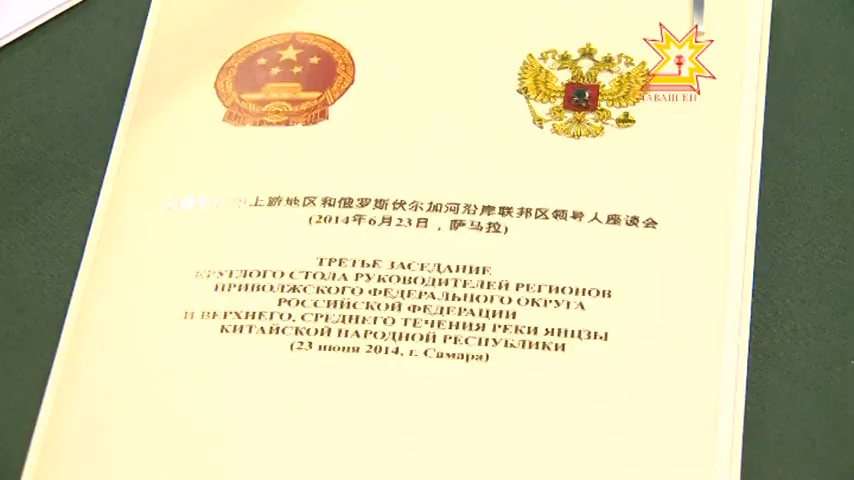 上游地区和俄罗斯伏尔加河沿岸联邦区领导人座谈会
(2014年6月23日，萨马拉)
ТРЕТЬЕ ЗАСЕДАНИЕ
КРУГЛОГО СТОЛА РУКОВОДИТЕЛЕЙ РЕГИОНОВ
ПРИВОЛЖСКОГО ФЕДЕРАЛЬНОГО ОКРУГА
РОССИЙСКОЙ ФЕДЕРАЦИИ
И ВЕРХНЕГО, СРЕДНЕГО ТЕЧЕНИЯ РЕКИ ЯНЦЗЫ
КИТАЙСКОЙ НАРОДНОЙ РЕСПУБЛИКИ
(23 июня 2014, г. Самара)